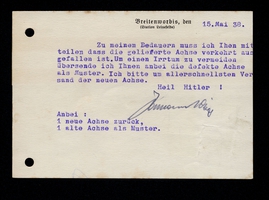 Breitenworbis, den
15.Mai 38.
Zu meinem Bedauern muss ich Ihnen mit
teilen dass die gelieferte Achse verkehrt aus
gefallen ist. Um einen Irrtum zu vermeiden
übersende ich Ihnen anbei die defekte Achse
als Muster. Ich bitte um allerschnellsten Ver
sand der neuen Achse.
Heil Hitler !
Anbei :
1 neue Achse zurück,
1 alte Achse als Muster.